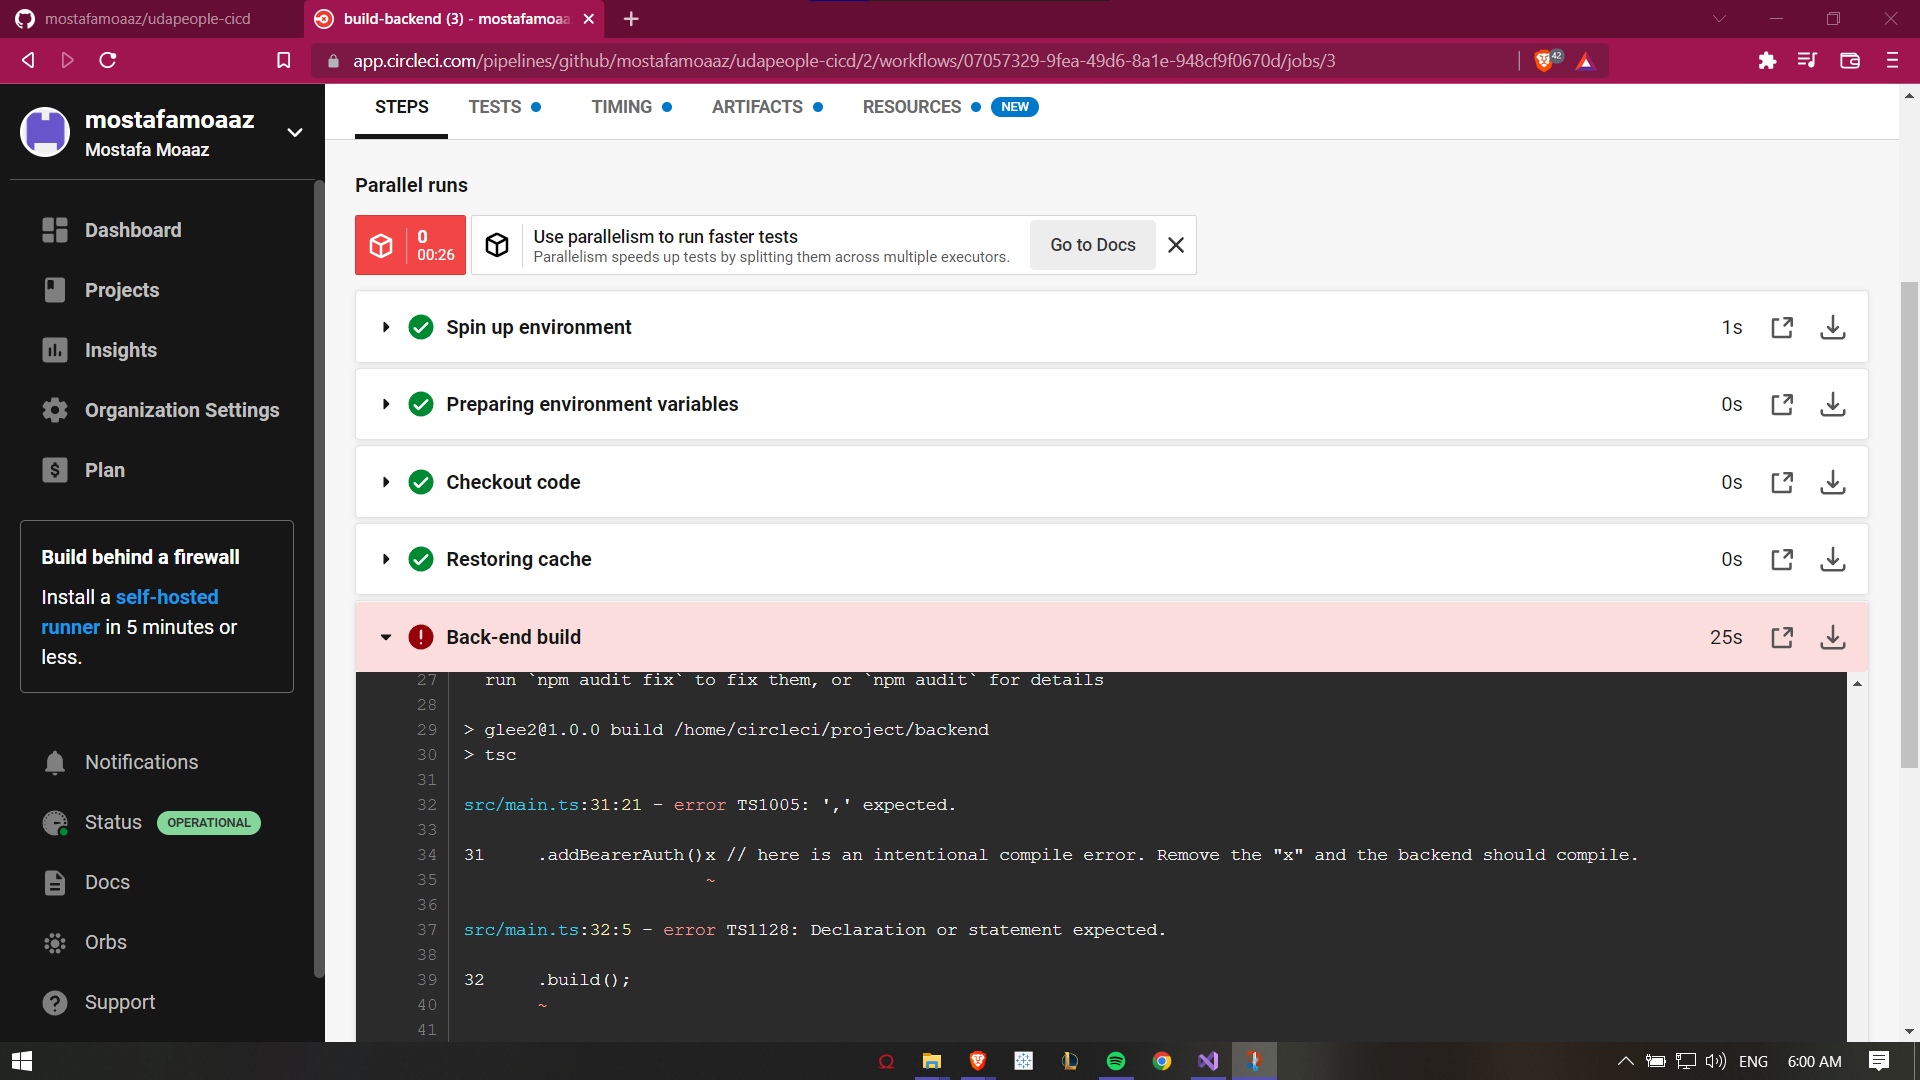 mostafamoaaz/udapeople-cicd
build-backend (3) - mostafamoaa
app.circleci.com/pipelines/github/mostafamoaaz/udapeople-cicd/2/workflows/07057329-9fea-49d6-8a1e-948cf9f0670d/jobs/3
42
mostafamoaaz
Mostafa Moaaz
Dashboard
Projects
Insights
Organization Settings
Plan
Build behind a firewall
Install a self-hosted
runner in 5 minutes or
less.
Notifications
Status OPERATIONAL
Docs
Orbs
Support
STEPS TESTS TIMING ARTIFACTS RESOURCES NEW
Parallel runs
0
00:26
Use parallelism to run faster tests
Parallelism speeds up tests by splitting them across multiple executors.
Go to Docs
Spin up environment 1s
Preparing environment variables 0s
Checkout code 0s
Restoring cache 0s
Back-end build 25s
27 run `npm audit fix` to fix them, or `npm audit` for details
28
29 > glee2@1.0.0 build /home/circleci/project/backend
30 > tsc
31
32 src/main.ts:31:21 - error TS1005: ',' expected.
33
34 31 .addBearerAuth()x // here is an intentional compile error. Remove the "x" and the backend should compile.
35 ~
36
37 src/main.ts:32:5 - error TS1128: Declaration or statement expected.
38
39 32 .build();
40 ~
41
ENG 6:00 AM